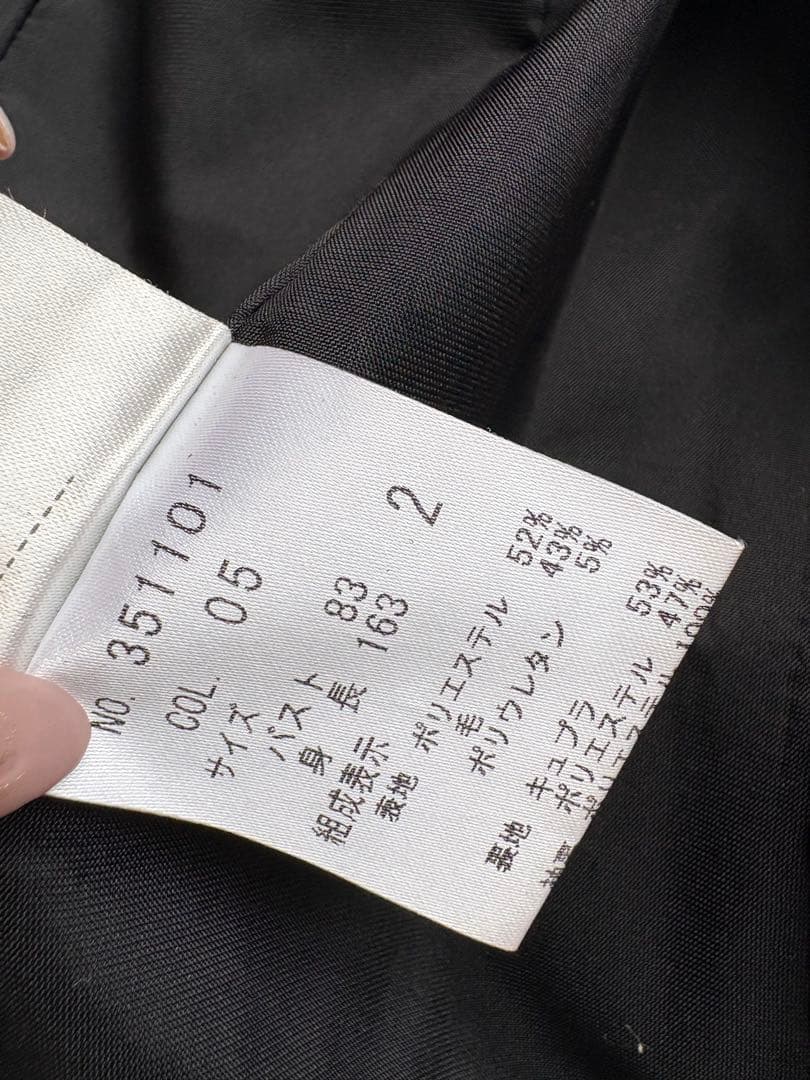 NO. 351101
COL. 05
サイズ 2
バスト 83
身長 163
組成表示
表地 ポリエステル 52%
毛 43%
ポリウレタン 5%
裏地 キュプラ 53%
ポリエステル 47%
100%